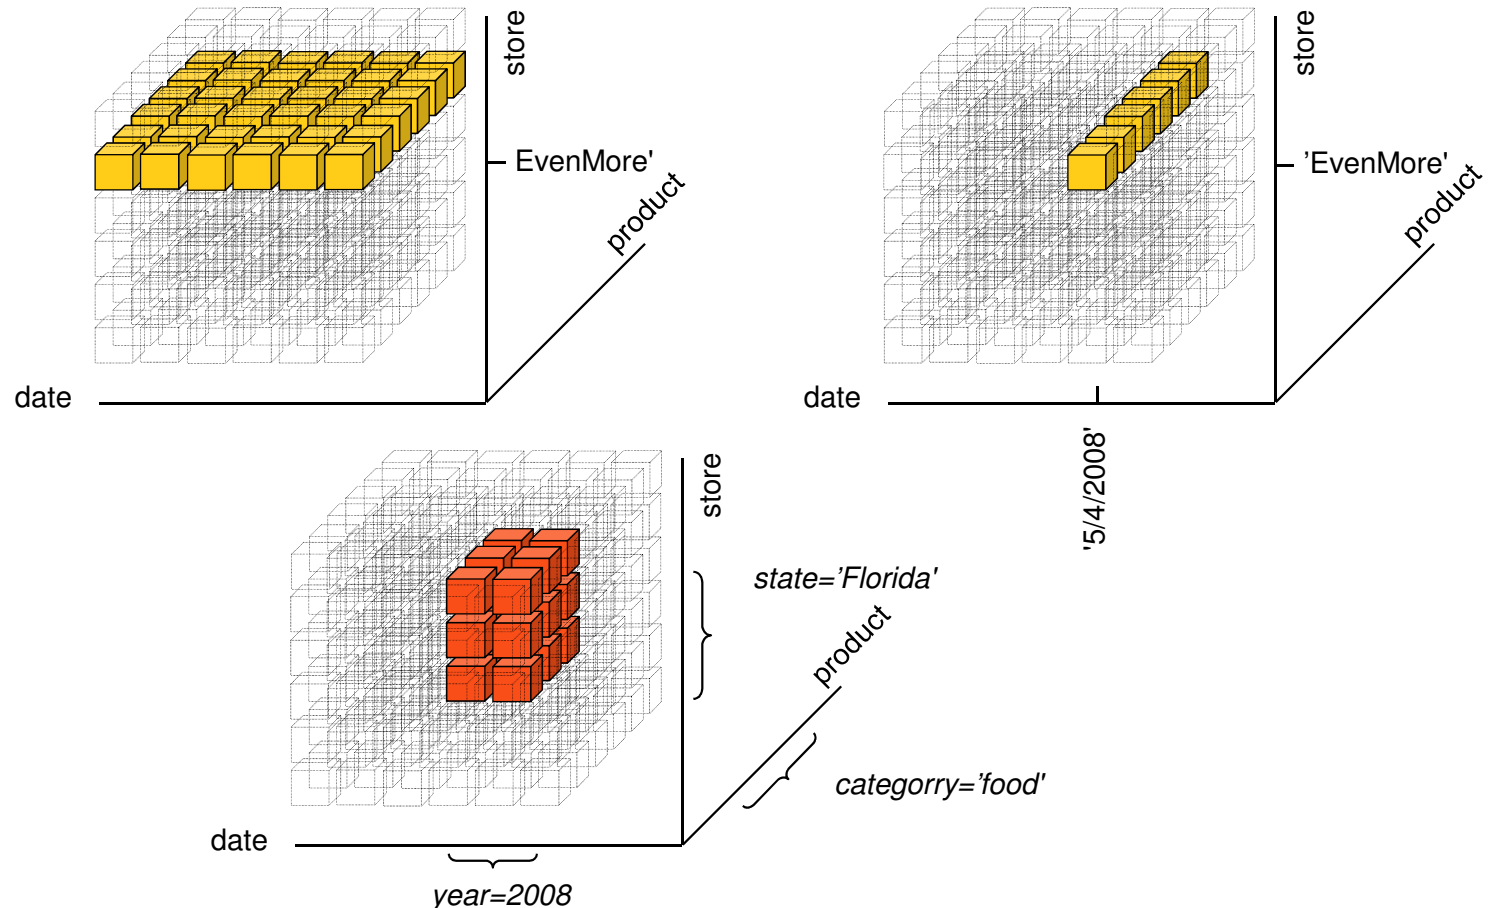 store
EvenMore'
product
date
store
'EvenMore'
product
date
'5/4/2008'
store
state='Florida'
product
categorry='food'
date
year=2008